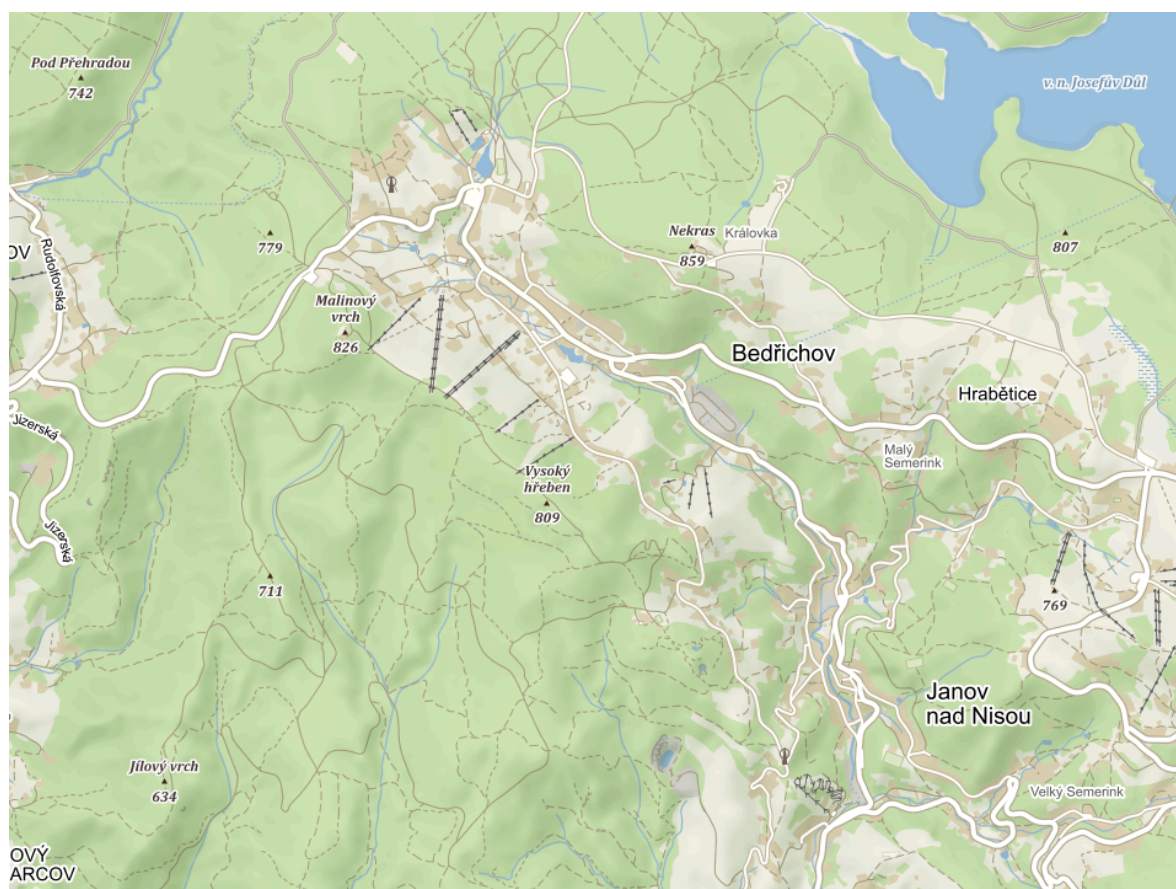 Pod Přehradou
742
v. n. Josefův Důl
779
Nekras
859
Královka
807
OV
Rudolfovská
Malinový
vrch
826
Bedřichov
Hrabětice
Jizerská
Malý
Semerink
Vysoký
hřeben
809
Jizerská
711
769
Janov
nad Nisou
Jílový vrch
634
Velký Semerink
OVÝ
ARCOV